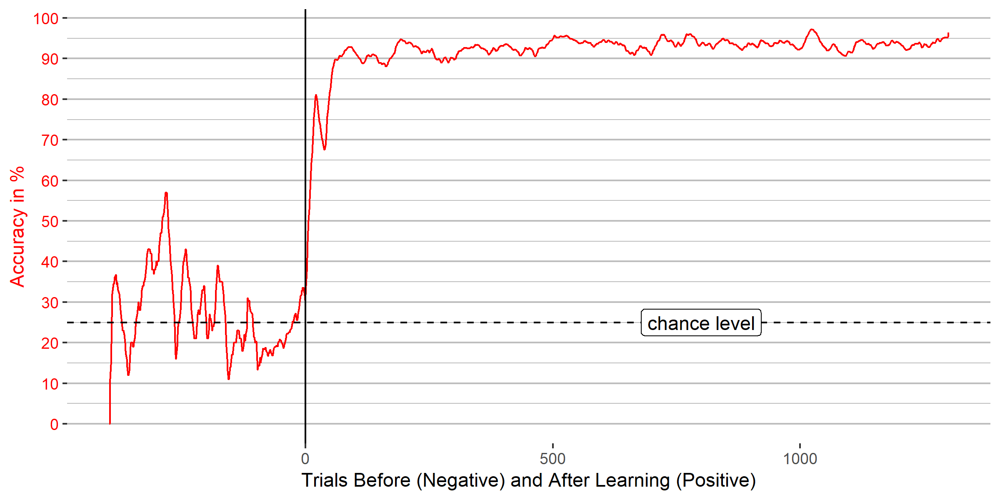 100
90
80
70
60
50
40
30
20
10
0
Accuracy in %
chance level
0 500 1000
Trials Before (Negative) and After Learning (Positive)